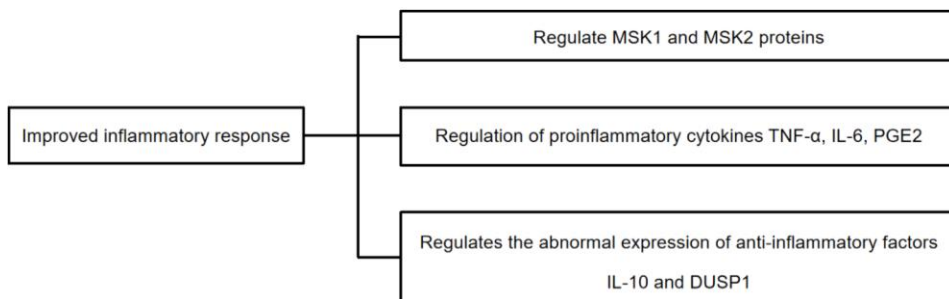 Regulate MSK1 and MSK2 proteins
Improved inflammatory response
Regulation of proinflammatory cytokines TNF-α, IL-6, PGE2
Regulates the abnormal expression of anti-inflammatory factors
IL-10 and DUSP1